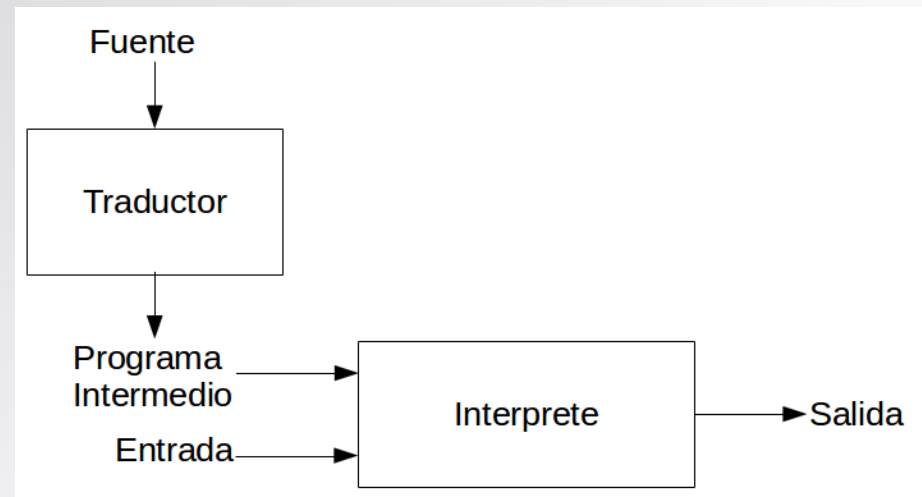 Fuente
Traductor
Programa
Intermedio
Entrada
Interprete
Salida